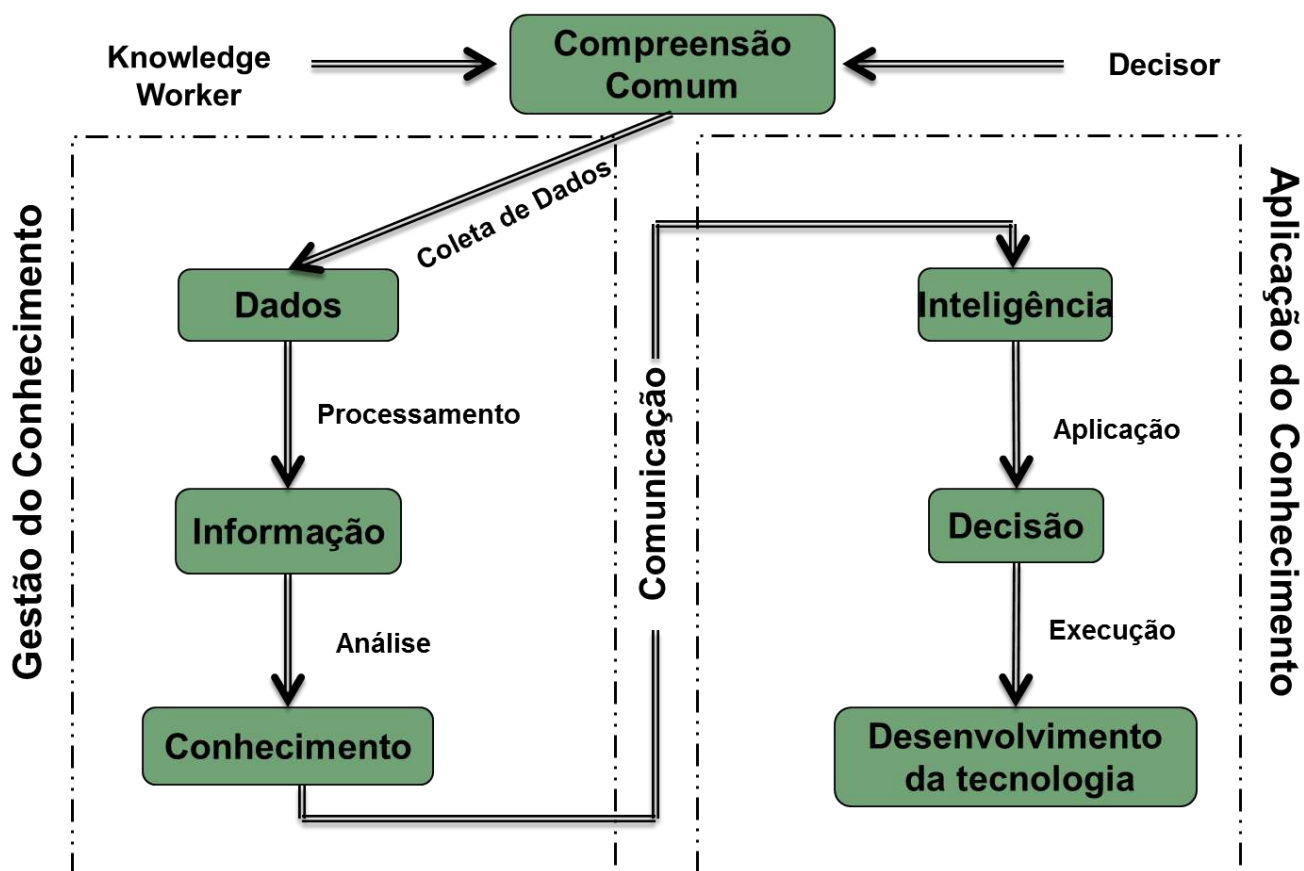 Knowledge
Worker
Compreensão
Comum
Decisor
Gestão do Conhecimento
Coleta de Dados
Dados
Processamento
Informação
Análise
Conhecimento
Comunicação
Aplicação do Conhecimento
Inteligência
Aplicação
Decisão
Execução
Desenvolvimento
da tecnologia